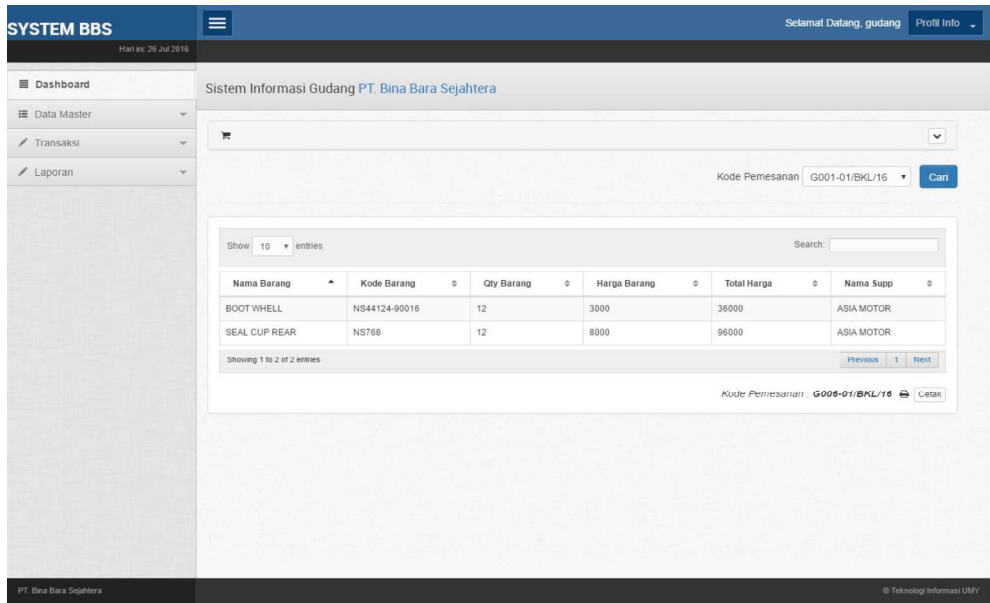 SYSTEM BBS
Selamat Datang, gudang Profil Info
Hari ini: 26 Jul 2016
Dashboard
Data Master
Transaksi
Laporan
Sistem Informasi Gudang PT. Bina Bara Sejahtera
Kode Pemesanan G001-01/BKL/16 Cari
Show 10 entries Search:
Nama Barang Kode Barang Qty Barang Harga Barang Total Harga Nama Supp
BOOT WHELL NS44124-90016 12 3000 36000 ASIA MOTOR
SEAL CUP REAR NS768 12 8000 96000 ASIA MOTOR
Showing 1 to 2 of 2 entries Previous 1 Next
Kode Pemesanan : G006-01/BKL/16 Cetak
PT. Bina Bara Sejahtera © Teknologi Informasi UMY